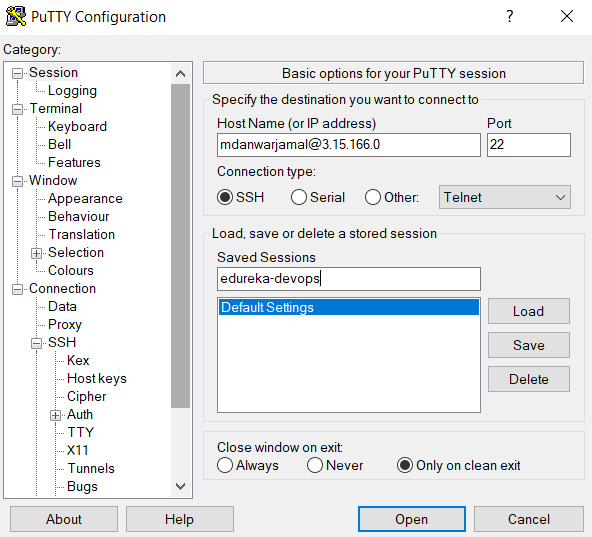 PuTTY Configuration
?
Category:
Session
Logging
Terminal
Keyboard
Bell
Features
Window
Appearance
Behaviour
Translation
Selection
Colours
Connection
Data
Proxy
SSH
Kex
Host keys
Cipher
Auth
TTY
X11
Tunnels
Bugs
Basic options for your PuTTY session
Specify the destination you want to connect to
Host Name (or IP address) Port
mdanwarjamal@3.15.166.0 22
Connection type:
SSH Serial Other: Telnet
Load, save or delete a stored session
Saved Sessions
edureka-devops
Default Settings
Load
Save
Delete
Close window on exit:
Always Never Only on clean exit
About Help Open Cancel